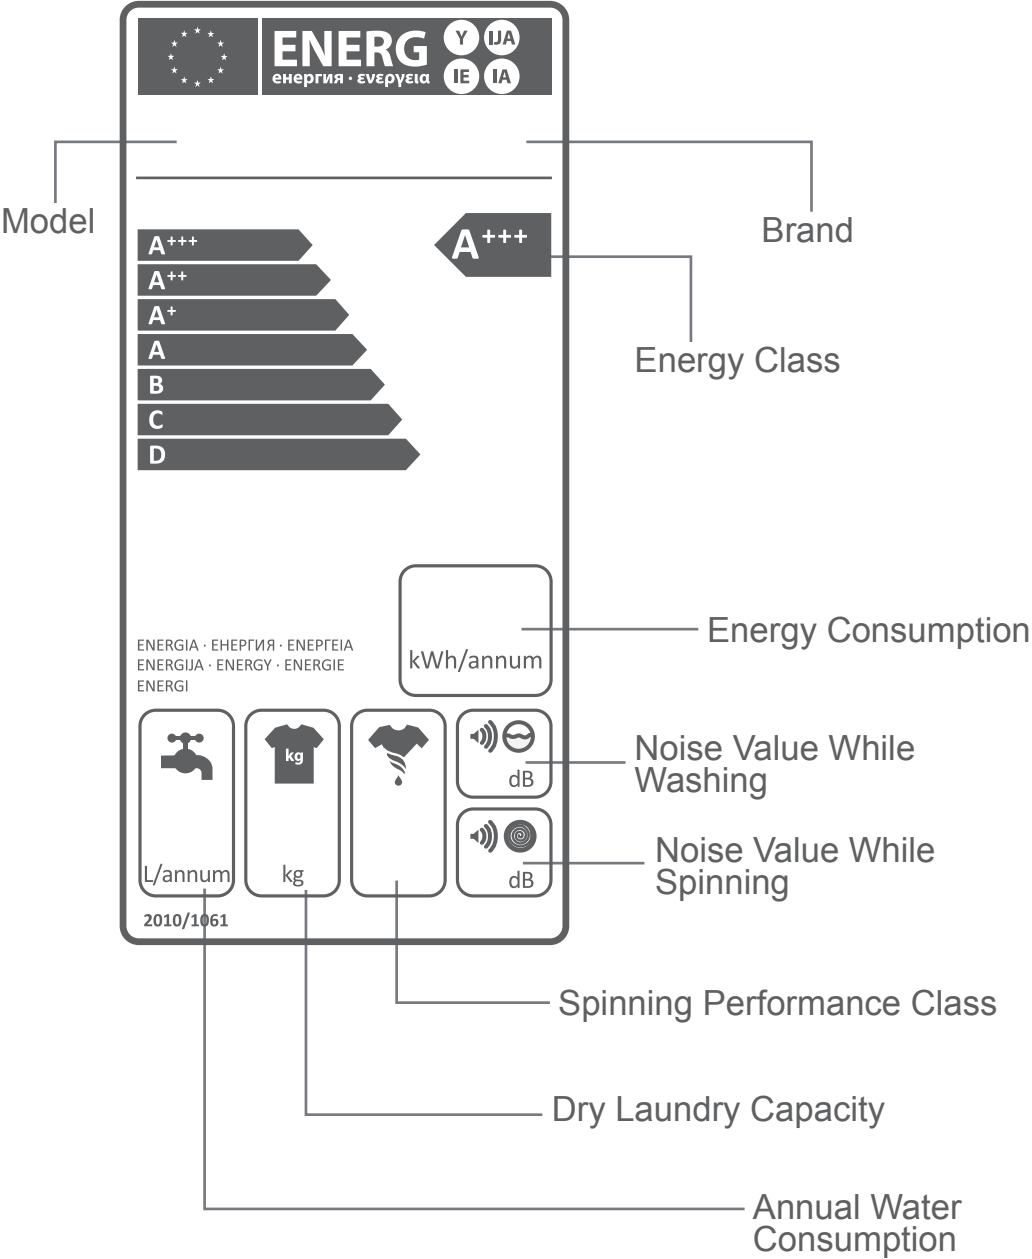 ENERG
енергия · ενεργεια
Y IJA
IE IA
Model
Brand
A+++
A+++
A++
A+
A
B
C
D
Energy Class
ENERGIA · ЕНЕРГИЯ · ΕΝΕΡΓΕΙΑ
ENERGIJA · ENERGY · ENERGIE
ENERGI
kWh/annum
Energy Consumption
kg
L/annum
kg
dB
Noise Value While
Washing
dB
Noise Value While
Spinning
2010/1061
Spinning Performance Class
Dry Laundry Capacity
Annual Water
Consumption